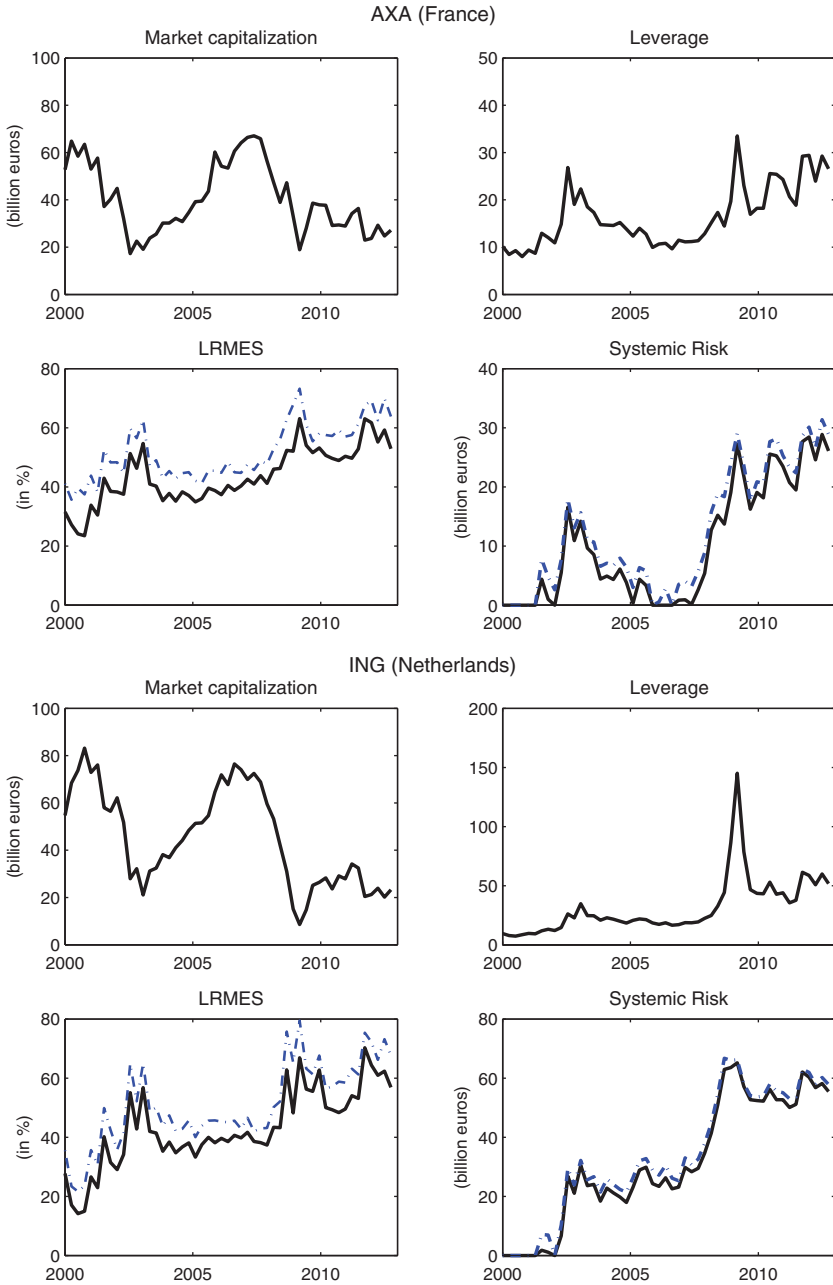 AXA (France)
Market capitalization
Leverage
100
80
60
40
20
0
(billion euros)
2000 2005 2010
50
40
30
20
10
0
2000 2005 2010
LRMES
Systemic Risk
80
60
40
20
0
(in %)
2000 2005 2010
40
30
20
10
0
(billion euros)
2000 2005 2010
ING (Netherlands)
Market capitalization
Leverage
100
80
60
40
20
0
(billion euros)
2000 2005 2010
200
150
100
50
0
2000 2005 2010
LRMES
Systemic Risk
80
60
40
20
0
(in %)
2000 2005 2010
80
60
40
20
0
(billion euros)
2000 2005 2010